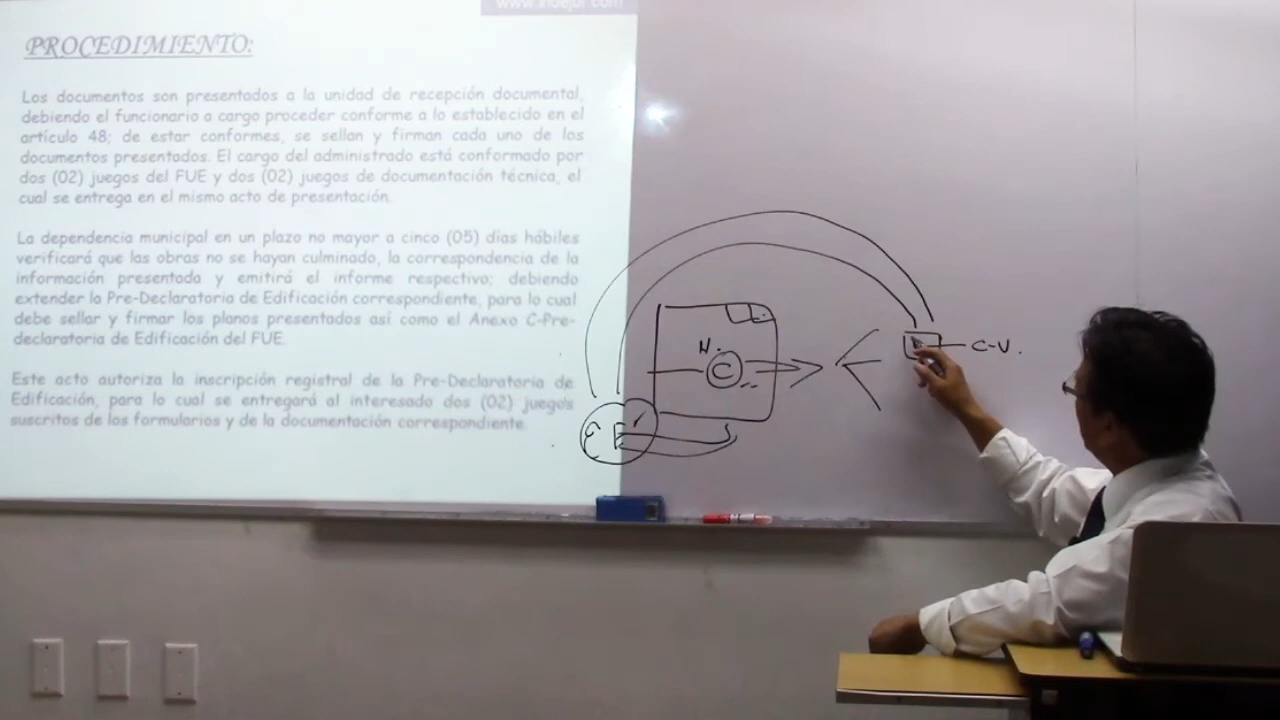 www.indejur.com
PROCEDIMIENTO:
Los documentos son presentados a la unidad de recepción documental,
debiendo el funcionario a cargo proceder conforme a lo establecido en el
artículo 48; de estar conformes, se sellan y firman cada uno de los
documentos presentados. El cargo del administrado está conformado por
dos (02) juegos del FUE y dos (02) juegos de documentación técnica, el
cual se entrega en el mismo acto de presentación.
La dependencia municipal en un plazo no mayor a cinco (05) días hábiles
verificará que las obras no se hayan culminado, la correspondencia de la
información presentada y emitirá el informe respectivo; debiendo
extender la Pre-Declaratoria de Edificación correspondiente, para lo cual
debe sellar y firmar los planos presentados así como el Anexo C-Pre-
declaratoria de Edificación del FUE.
Este acto autoriza la inscripción registral de la Pre-Declaratoria de
Edificación, para lo cual se entregará al interesado dos (02) juegos
suscritos de los formularios y de la documentación correspondiente.
L.
H.
C
C-V.
E